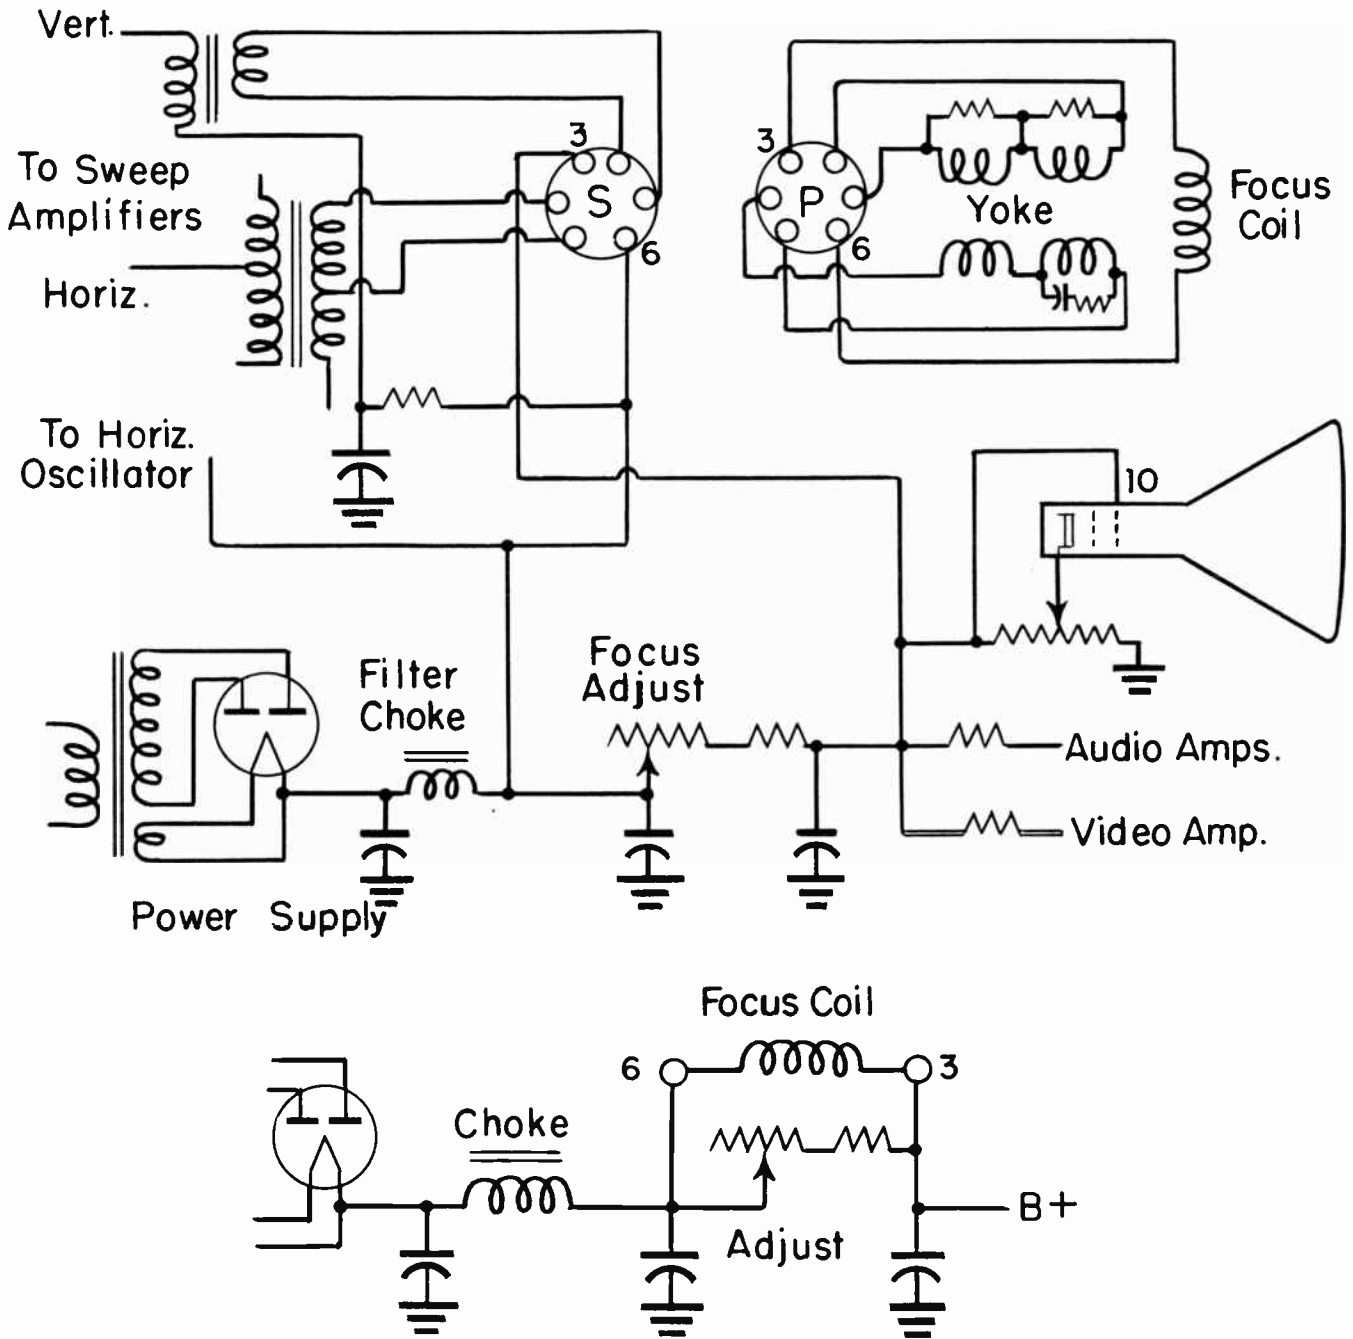 Vert.
To Sweep
Amplifiers
Horiz.
3
S
6
3
P
6
Yoke
Focus
Coil
To Horiz.
Oscillator
10
Filter
Choke
Focus
Adjust
Audio Amps.
Video Amp.
Power Supply
Focus Coil
6
3
Choke
Adjust
B+